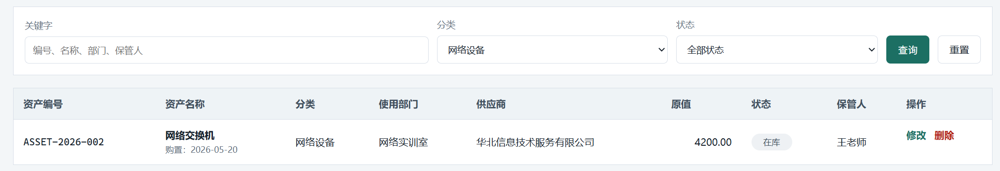 关键字
分类
状态
编号、名称、部门、保管人
网络设备
全部状态
查询
重置
资产编号 资产名称 分类 使用部门 供应商 原值 状态 保管人 操作
ASSET-2026-002 网络交换机 网络设备 网络实训室 华北信息技术服务有限公司 4200.00 在库 王老师 修改 删除
购置：2026-05-20